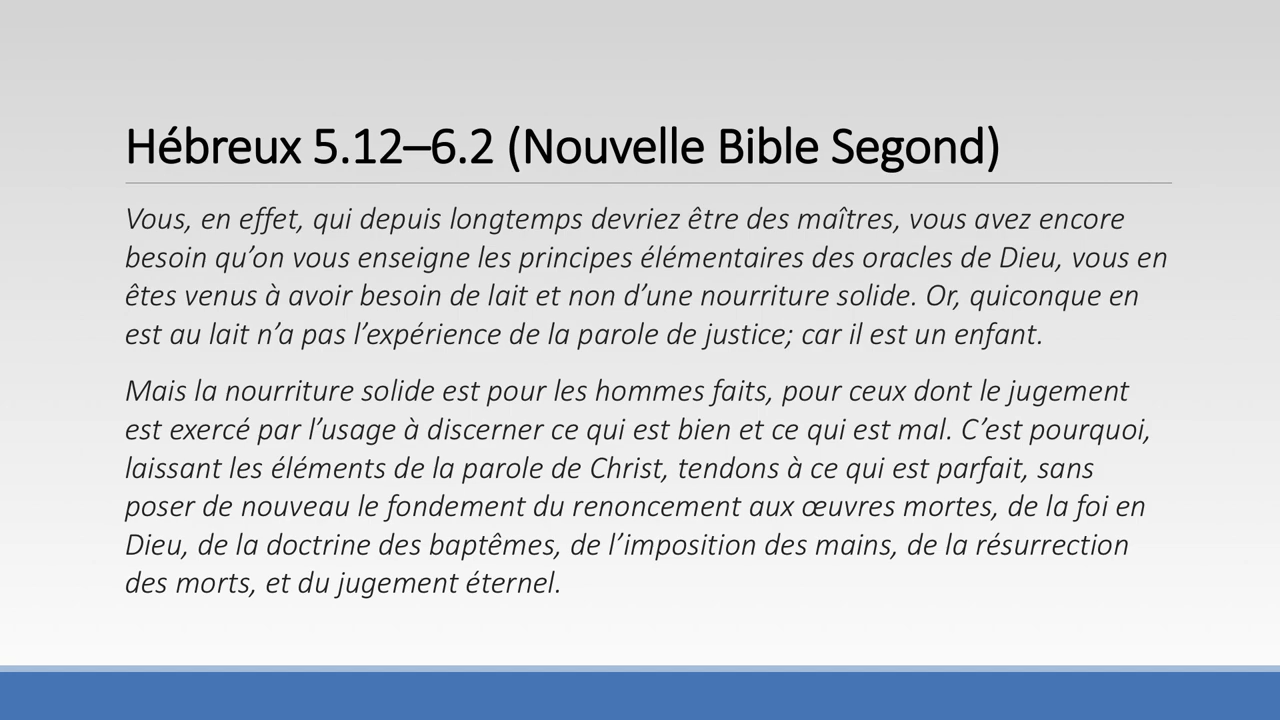 Hébreux 5.12–6.2 (Nouvelle Bible Segond)
Vous, en effet, qui depuis longtemps devriez être des maîtres, vous avez encore
besoin qu’on vous enseigne les principes élémentaires des oracles de Dieu, vous en
êtes venus à avoir besoin de lait et non d’une nourriture solide. Or, quiconque en
est au lait n’a pas l’expérience de la parole de justice; car il est un enfant.
Mais la nourriture solide est pour les hommes faits, pour ceux dont le jugement
est exercé par l’usage à discerner ce qui est bien et ce qui est mal. C’est pourquoi,
laissant les éléments de la parole de Christ, tendons à ce qui est parfait, sans
poser de nouveau le fondement du renoncement aux œuvres mortes, de la foi en
Dieu, de la doctrine des baptêmes, de l’imposition des mains, de la résurrection
des morts, et du jugement éternel.